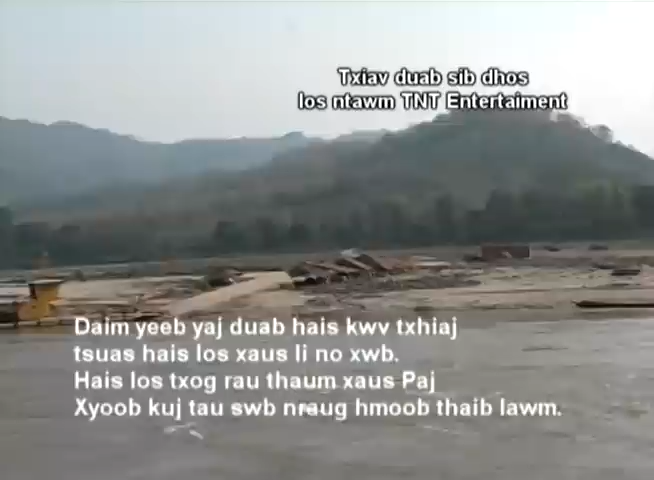 Txiav duab sib dhos
los ntawm TNT Entertaiment
Daim yeeb yaj duab hais kwv txhiaj
tsuas hais los xaus li no xwb.
Hais los txog rau thaum xaus Paj
Xyoob kuj tau swb nraug hmoob thaib lawm.